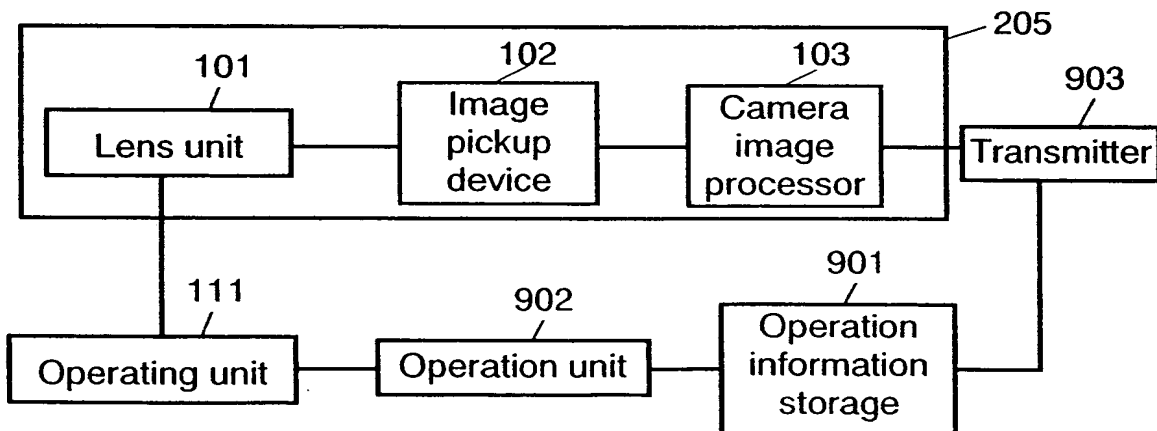 205
101
102
103
903
Lens unit
Image
pickup
device
Camera
image
processor
Transmitter
111
902
901
Operating unit
Operation unit
Operation
information
storage